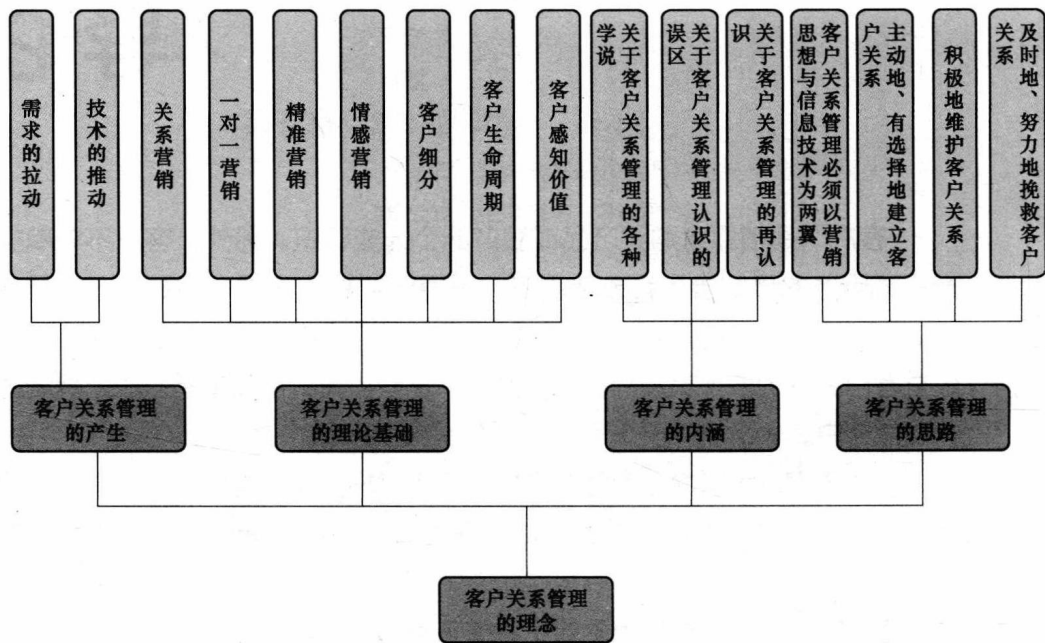 需求的拉动
技术的推动
关系营销
一对一营销
精准营销
情感营销
客户细分
客户生命周期
客户感知价值
关于客户关系管理的各种
学说
关于客户关系管理认识的
误区
关于客户关系管理的再认
识
客户关系管理必须以营销
思想与信息技术为两翼
主动地、有选择地建立客
户关系
积极地维护客户关系
及时地、努力地挽救客户
关系
客户关系管理
的产生
客户关系管理
的理论基础
客户关系管理
的内涵
客户关系管理
的思路
客户关系管理
的理念